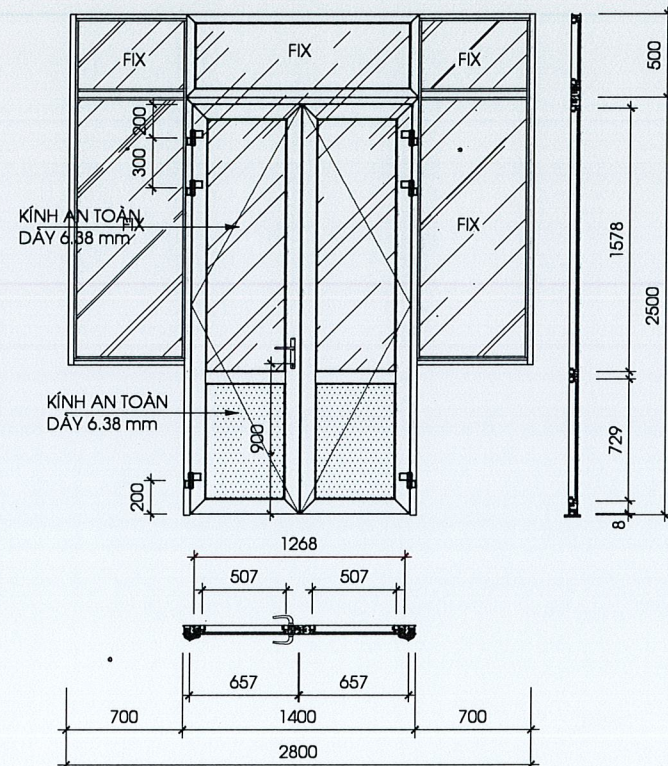 FIX
FIX
FIX
500
200
300
KÍNH AN TOÀN
DÀY 6.38 mm
FIX
FIX
1578
2500
KÍNH AN TOÀN
DÀY 6.38 mm
900
729
200
8
1268
507
507
657
657
700
1400
700
2800